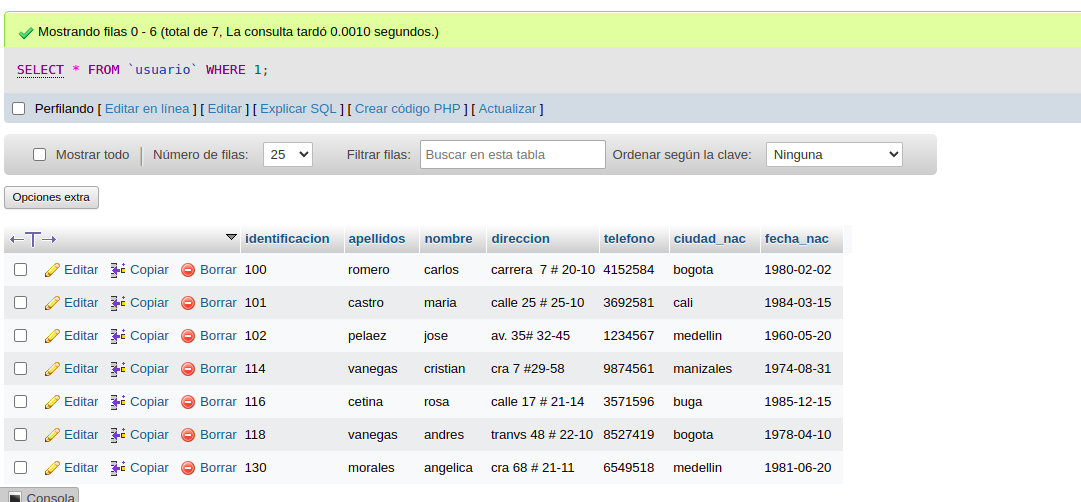 Mostrando filas 0 - 6 (total de 7, La consulta tardó 0.0010 segundos.)
SELECT * FROM `usuario` WHERE 1;
Perfilando [ Editar en línea ] [ Editar ] [ Explicar SQL ] [ Crear código PHP ] [ Actualizar ]
Mostrar todo | Número de filas: 25 Filtrar filas: Buscar en esta tabla Ordenar según la clave: Ninguna
Opciones extra
←T→ identificacion apellidos nombre direccion telefono ciudad_nac fecha_nac
Editar Copiar Borrar 100 romero carlos carrera 7 # 20-10 4152584 bogota 1980-02-02
Editar Copiar Borrar 101 castro maria calle 25 # 25-10 3692581 cali 1984-03-15
Editar Copiar Borrar 102 pelaez jose av. 35# 32-45 1234567 medellin 1960-05-20
Editar Copiar Borrar 114 vanegas cristian cra 7 #29-58 9874561 manizales 1974-08-31
Editar Copiar Borrar 116 cetina rosa calle 17 # 21-14 3571596 buga 1985-12-15
Editar Copiar Borrar 118 vanegas andres tranvs 48 # 22-10 8527419 bogota 1978-04-10
Editar Copiar Borrar 130 morales angelica cra 68 # 21-11 6549518 medellin 1981-06-20
Consola